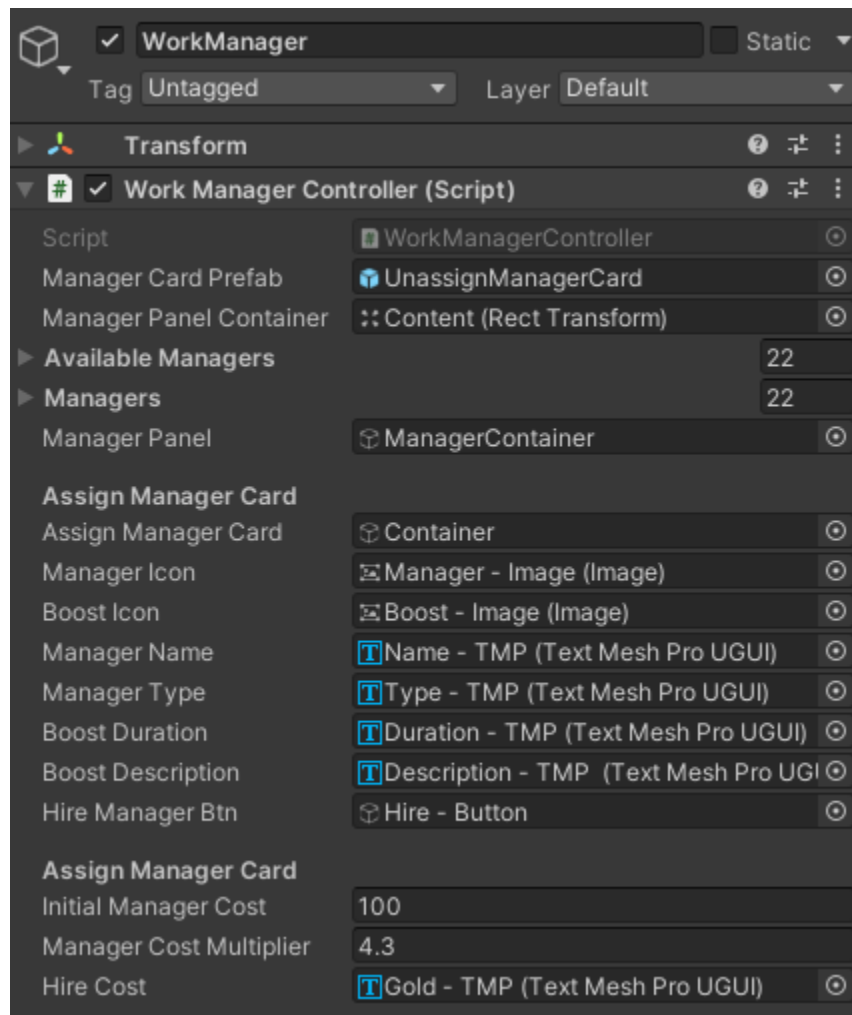 WorkManager Static
Tag Untagged Layer Default
Transform
# Work Manager Controller (Script)
Script # WorkManagerController
Manager Card Prefab UnassignManagerCard
Manager Panel Container Content (Rect Transform)
Available Managers 22
Managers 22
Manager Panel ManagerContainer
Assign Manager Card
Assign Manager Card Container
Manager Icon Manager - Image (Image)
Boost Icon Boost - Image (Image)
Manager Name T Name - TMP (Text Mesh Pro UGUI)
Manager Type T Type - TMP (Text Mesh Pro UGUI)
Boost Duration T Duration - TMP (Text Mesh Pro UGUI)
Boost Description T Description - TMP (Text Mesh Pro UGI
Hire Manager Btn Hire - Button
Assign Manager Card
Initial Manager Cost 100
Manager Cost Multiplier 4.3
Hire Cost T Gold - TMP (Text Mesh Pro UGUI)